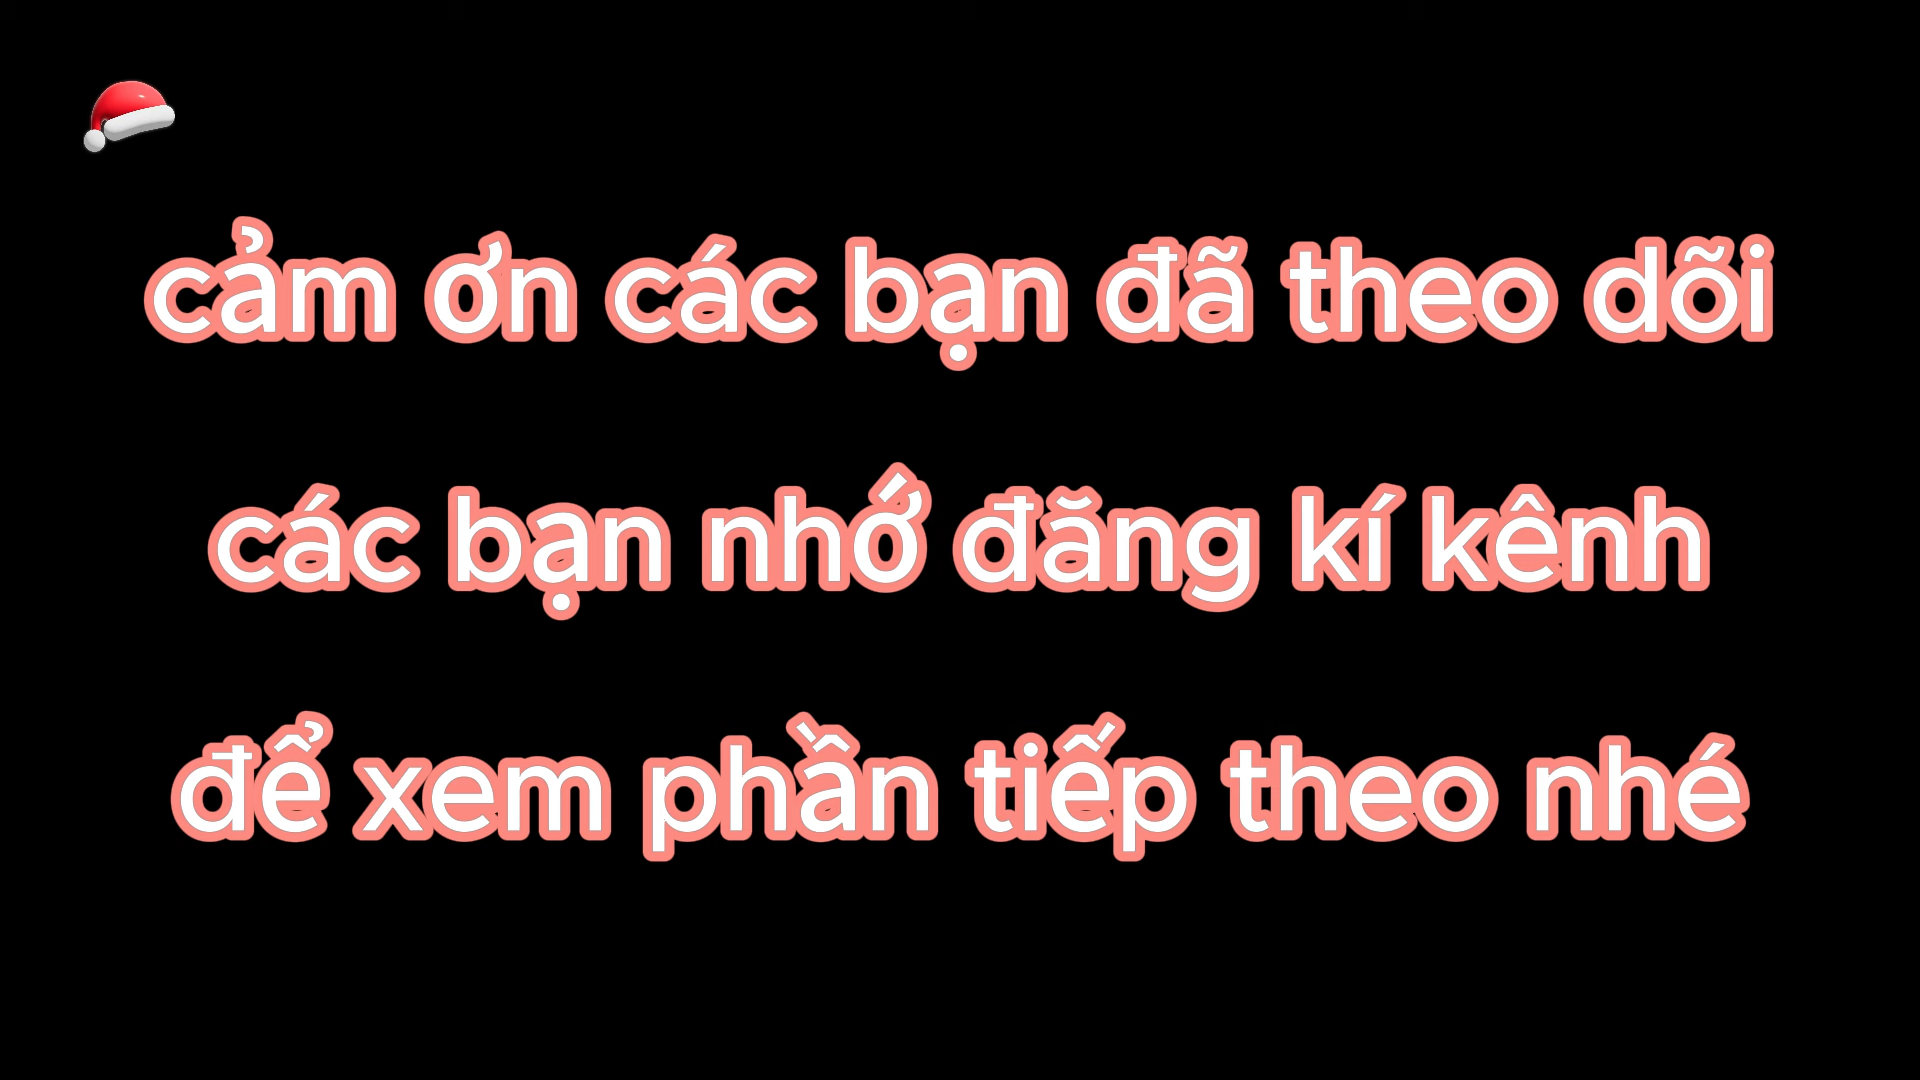 cảm ơn các bạn đã theo dõi
các bạn nhớ đăng kí kênh
để xem phần tiếp theo nhé